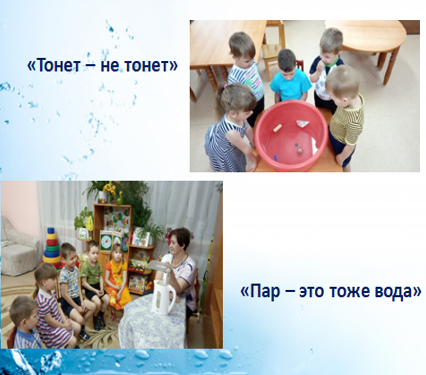 «Тонет – не тонет»
«Пар – это тоже вода»